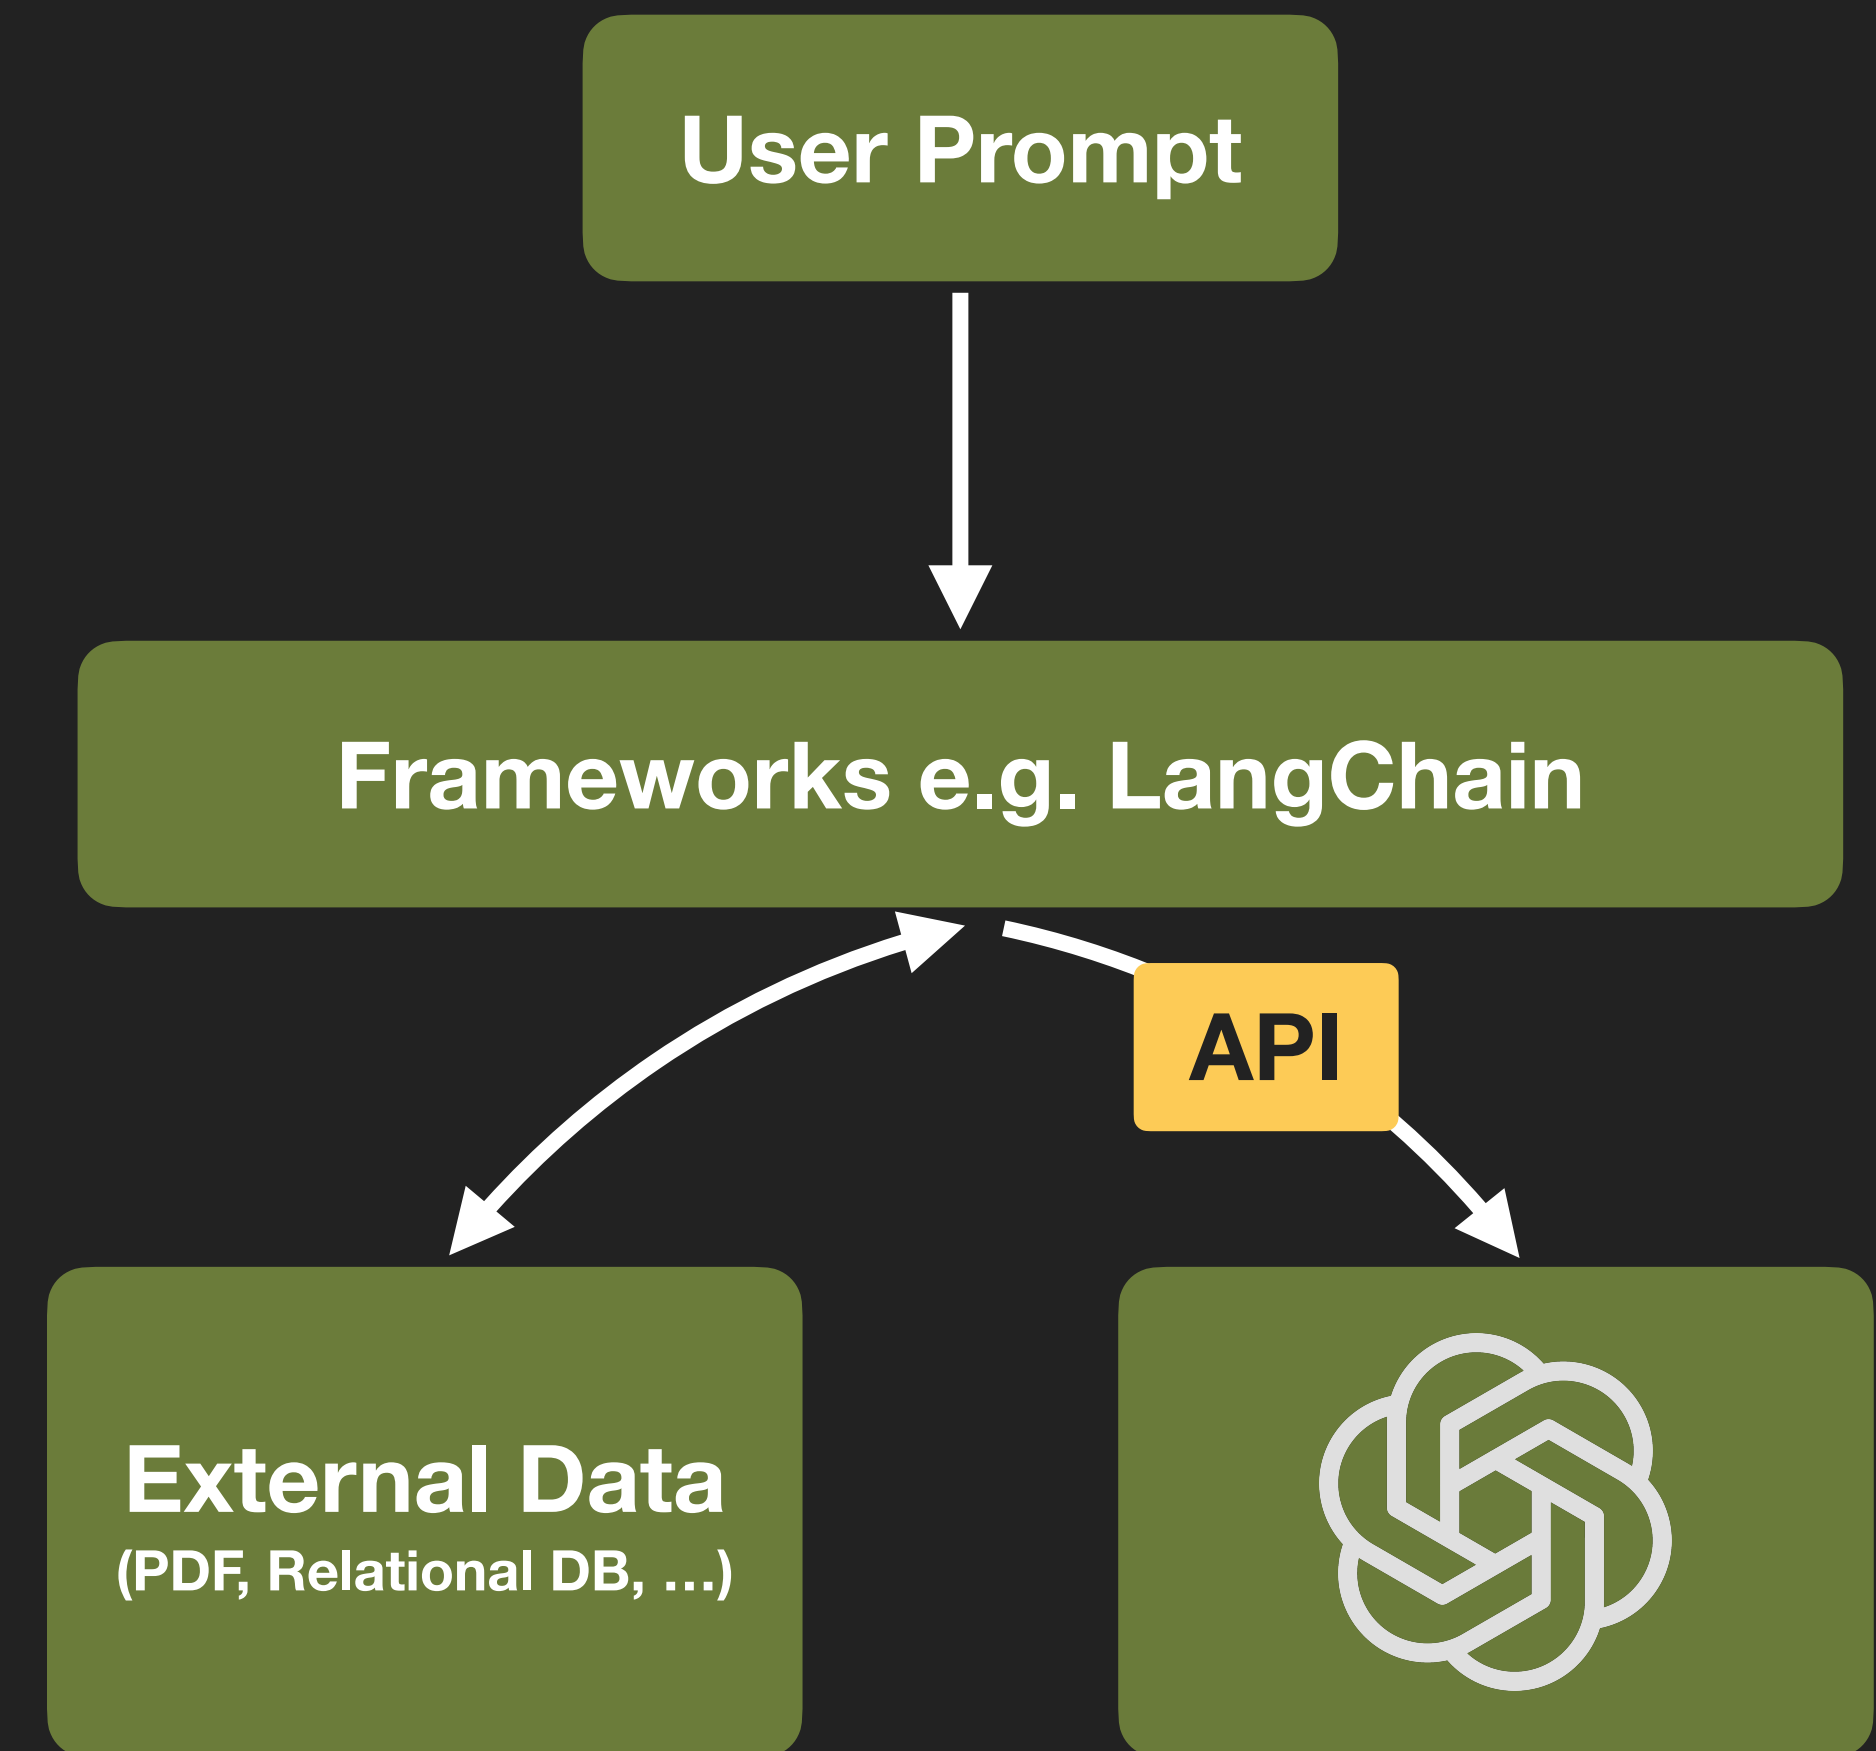 User Prompt
Frameworks e.g. LangChain
API
External Data
(PDF, Relational DB, ...)